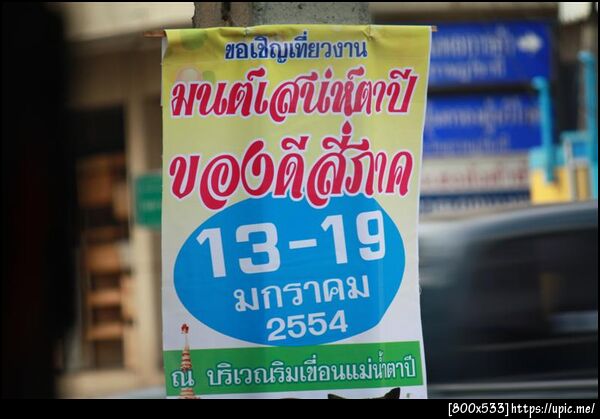 ขอเชิญเที่ยวงาน
มนต์เสน่ห์ตาปี
ของดีสี่ภาค
13-19
มกราคม
2554
ณ บริเวณริมเขื่อนแม่น้ำตาปี
[800x533]https://upic.me/